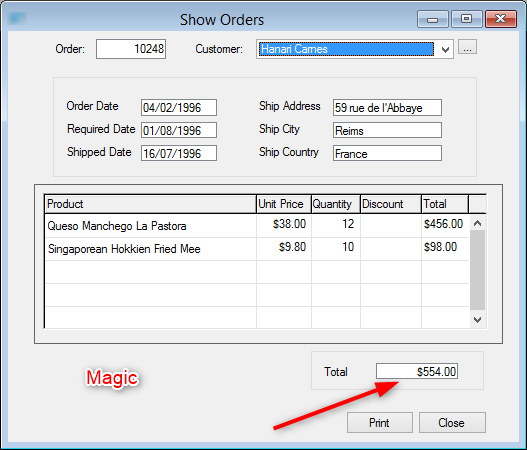 Show Orders
Order: 10248 Customer: Hanari Carnes ...
Order Date 04/02/1996 Ship Address 59 rue de l'Abbaye
Required Date 01/08/1996 Ship City Reims
Shipped Date 16/07/1996 Ship Country France
Product Unit Price Quantity Discount Total
Queso Manchego La Pastora $38.00 12 $456.00
Singaporean Hokkien Fried Mee $9.80 10 $98.00
Total $554.00
Magic
Print Close